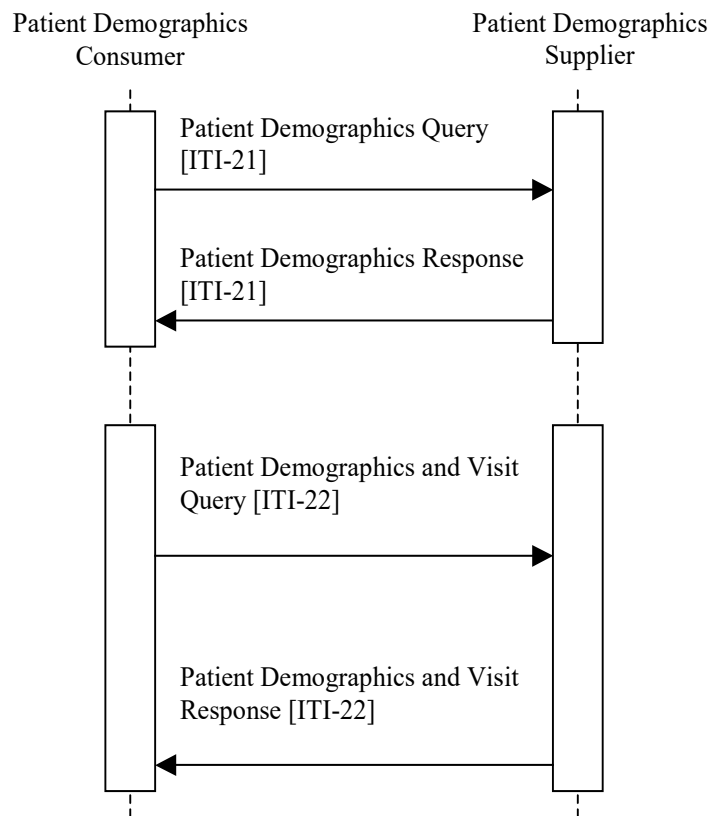 Patient Demographics
Consumer
Patient Demographics
Supplier
Patient Demographics Query
[ITI-21]
Patient Demographics Response
[ITI-21]
Patient Demographics and Visit
Query [ITI-22]
Patient Demographics and Visit
Response [ITI-22]